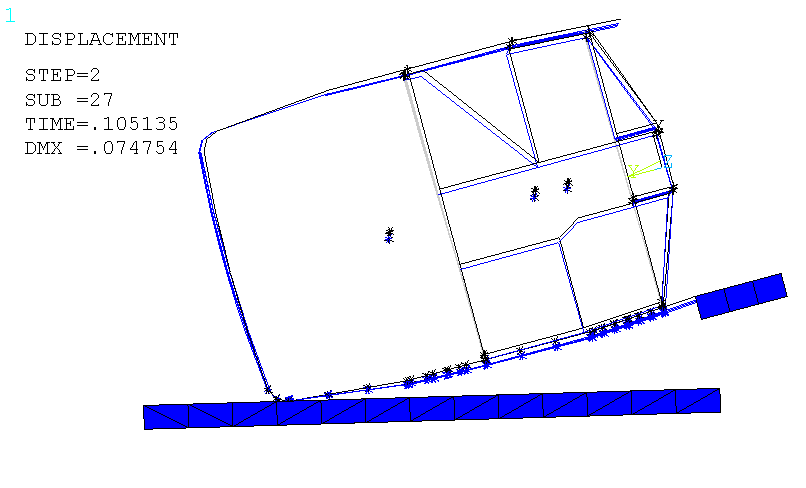 1
DISPLACEMENT
STEP=2
SUB =27
TIME=.105135
DMX =.074754
Y
X
Z